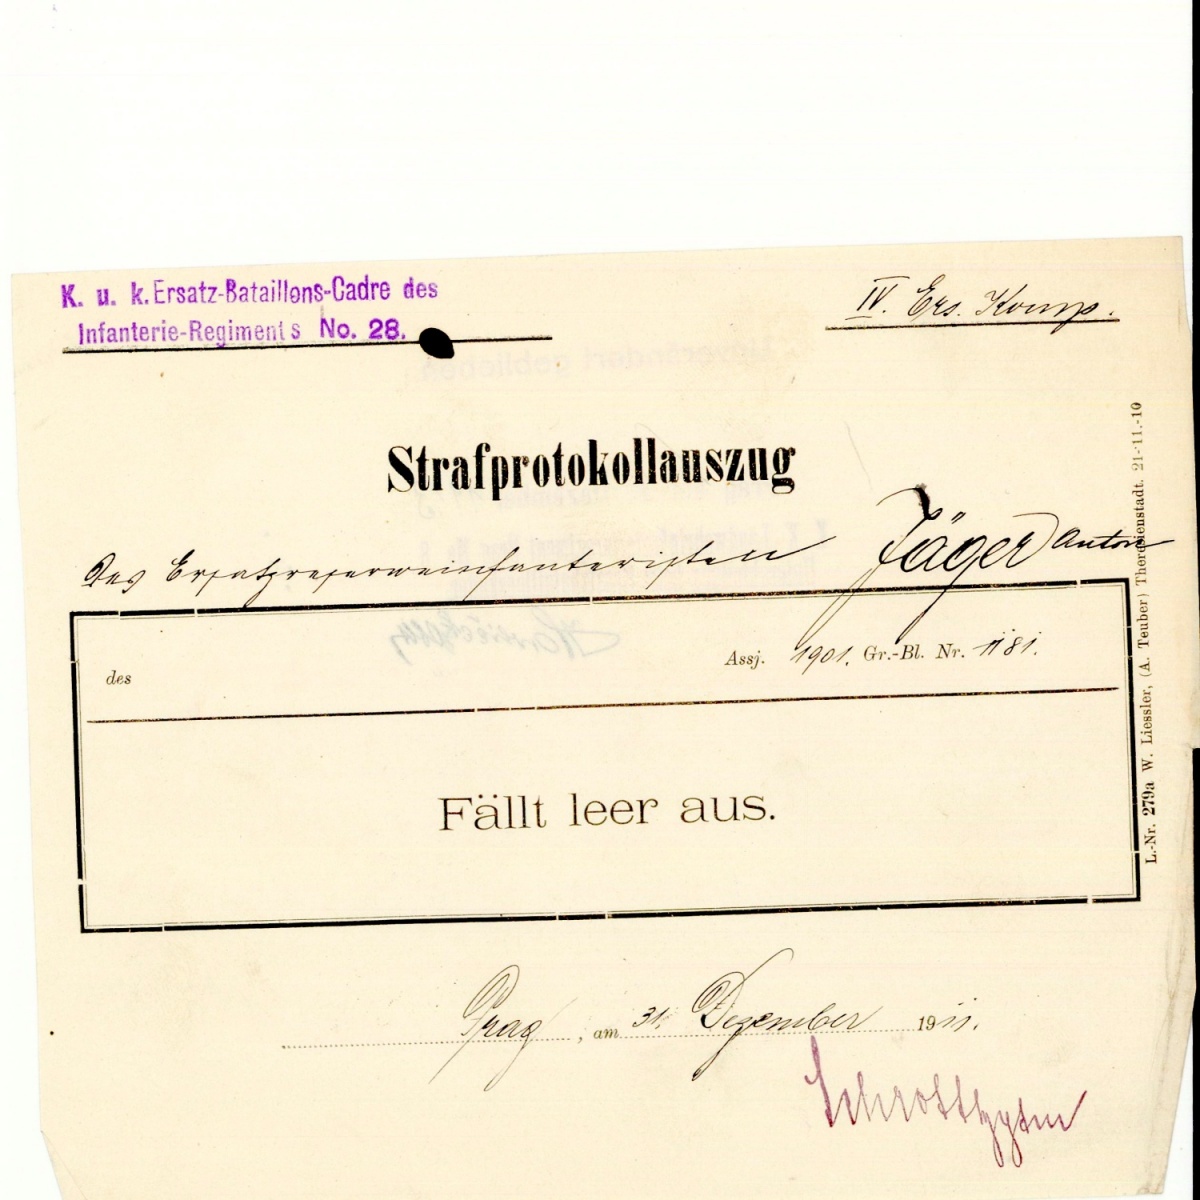 K. u. k. Ersatz-Bataillons-Cadre des
Infanterie-Regiments No. 28.
IV. Ers. Komp.
Strafprotokollauszug
des Ersatzreserveinfanteristen Jäger Anton
des Assj. 1901. Gr.-Bl. Nr. 1181.
Fällt leer aus.
Prag, am 31. Dezember 1911.
L.-Nr. 279a W. Liessler, (A. Teuber) Theresienstadt. 21-11.-10